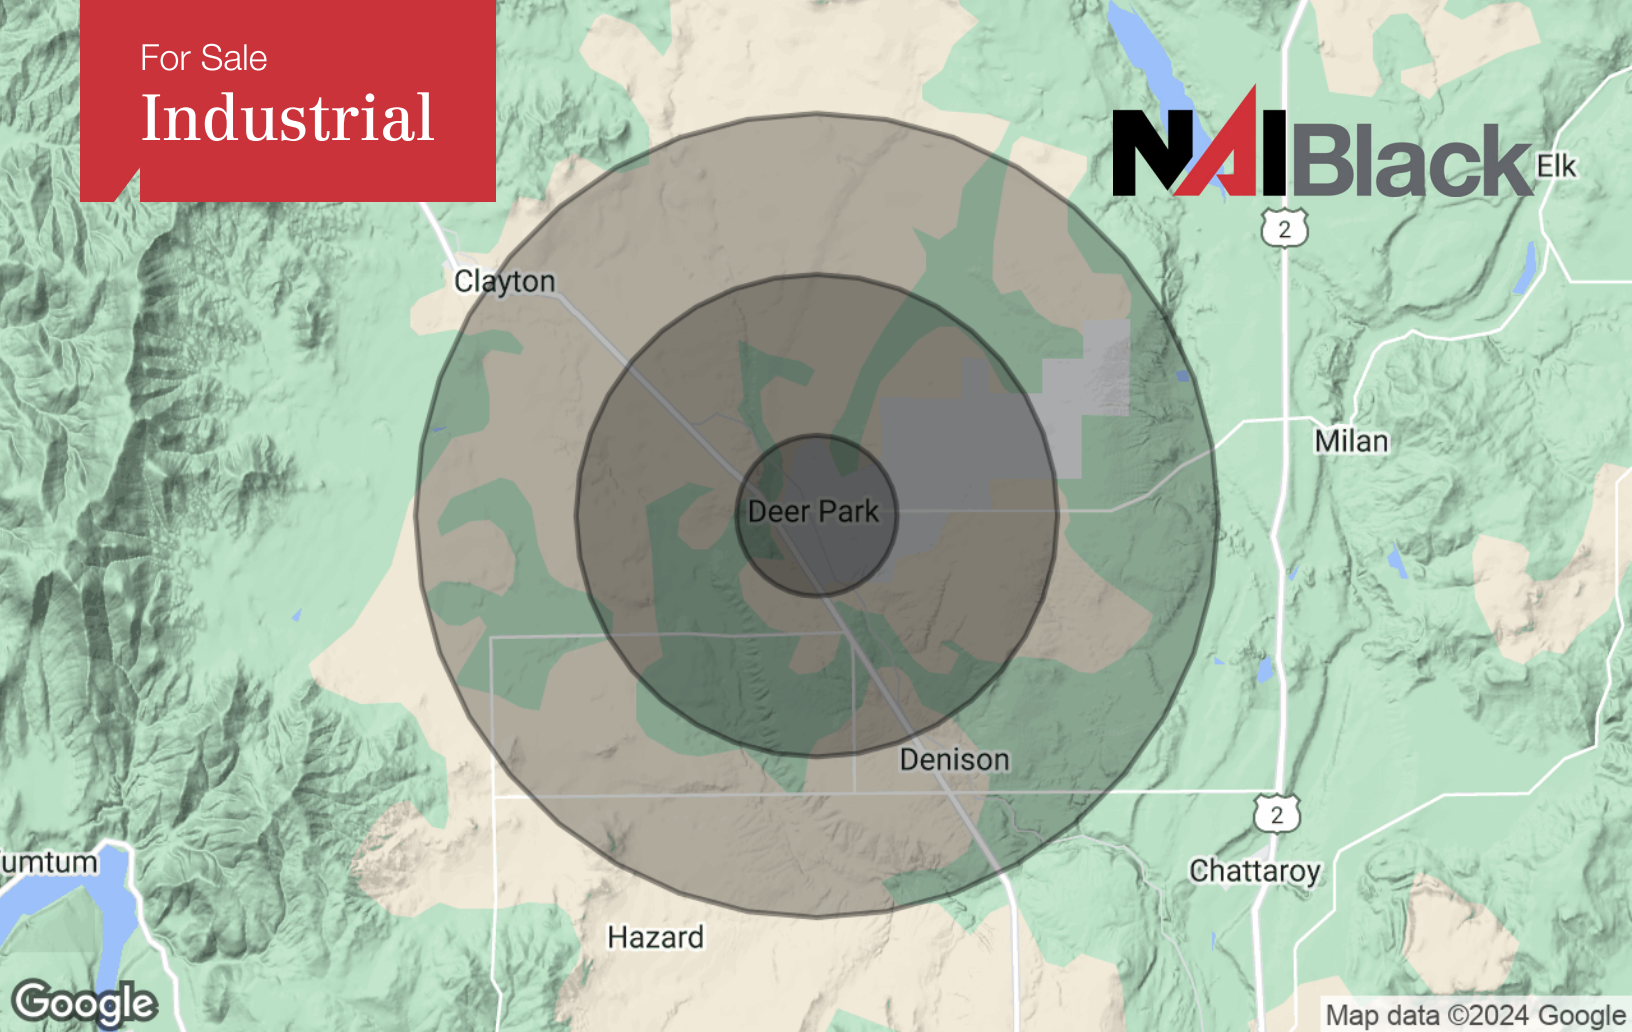 For Sale
Industrial
NAIBlack
Elk
2
Clayton
Milan
Deer Park
Denison
2
umtum
Chattaroy
Hazard
Google
Map data ©2024 Google